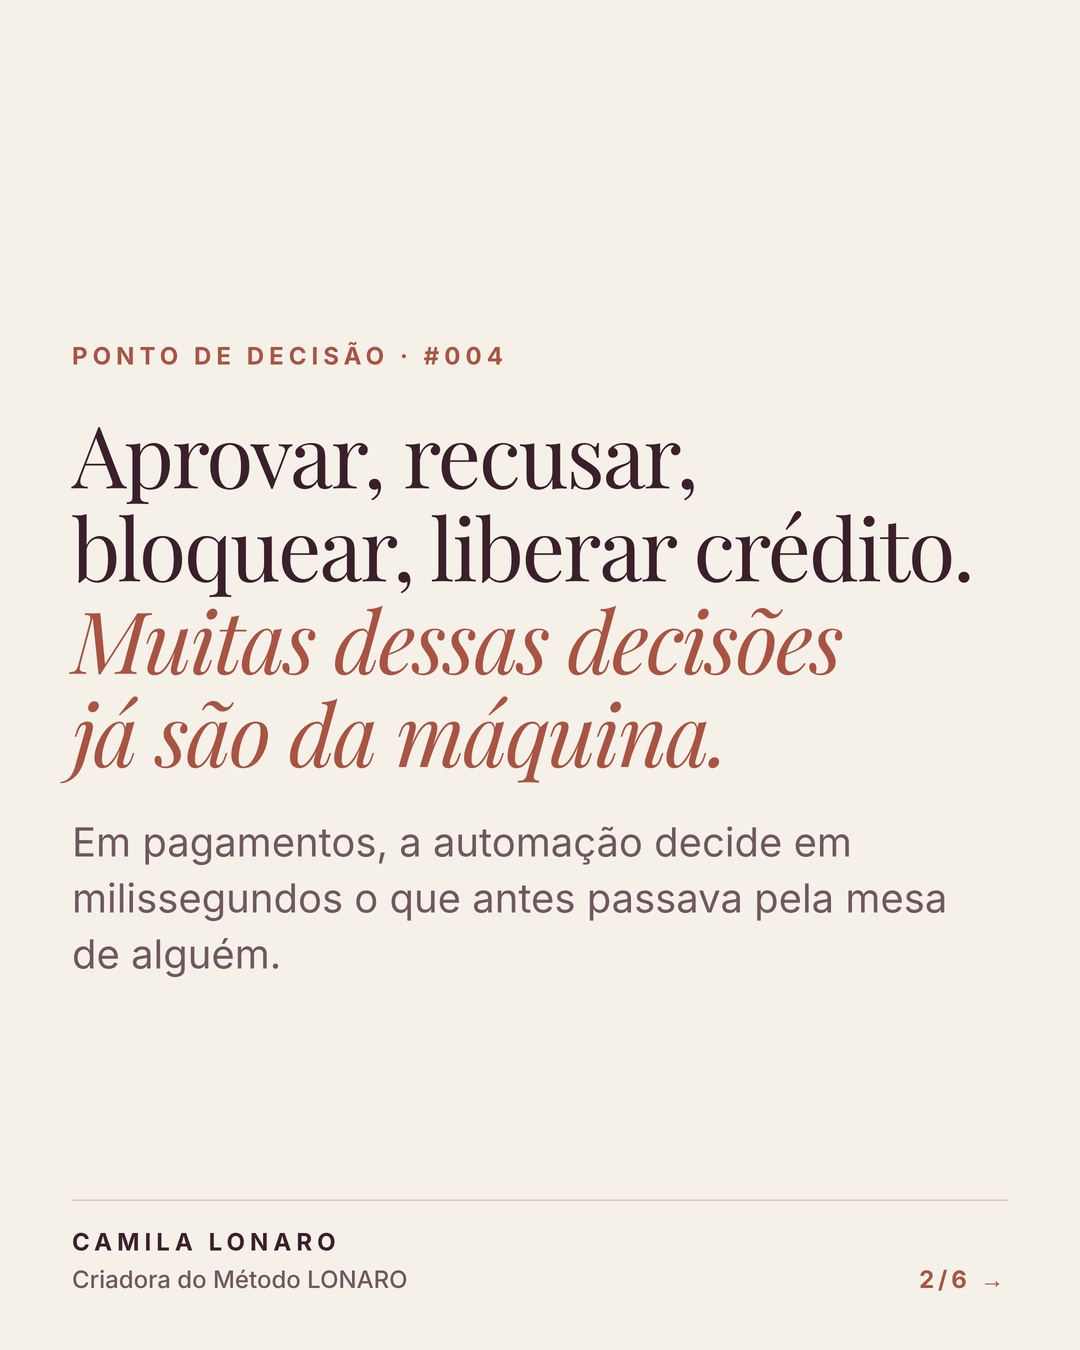 PONTO DE DECISÃO · #004
Aprovar, recusar,
bloquear, liberar crédito.
Muitas dessas decisões
já são da máquina.
Em pagamentos, a automação decide em
milissegundos o que antes passava pela mesa
de alguém.
CAMILA LONARO
Criadora do Método LONARO
2/6 →